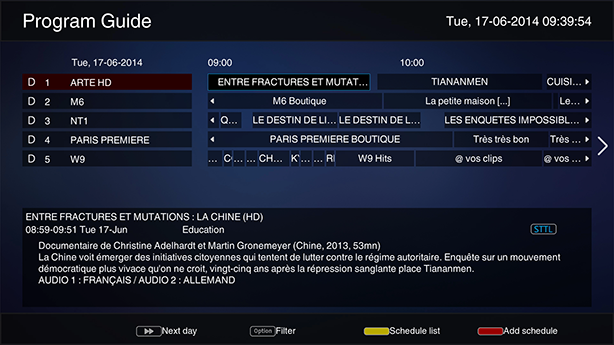 Program Guide Tue, 17-06-2014 09:39:54
Tue, 17-06-2014 09:00 10:00
D 1 ARTE HD ENTRE FRACTURES ET MUTAT... TIANANMEN CUISI...
D 2 M6 M6 Boutique La petite maison [...] Le...
D 3 NT1 Q... LE DESTIN DE LI... LE DESTIN DE L... LES ENQUETES IMPOSSIBL...
D 4 PARIS PREMIERE PARIS PREMIERE BOUTIQUE Très très bon Très ...
D 5 W9 ... C... ... CH... K'... ... RI W9 Hits @ vos clips @ vos ...
ENTRE FRACTURES ET MUTATIONS : LA CHINE (HD)
08:59-09:51 Tue 17-Jun Education STTL
Documentaire de Christine Adelhardt et Martin Gronemeyer (Chine, 2013, 53mn)
La Chine voit émerger des initiatives citoyennes qui tentent de lutter contre le régime autoritaire. Enquête sur un mouvement
démocratique plus vivace qu'on ne croit, vingt-cinq ans après la répression sanglante place Tiananmen.
AUDIO 1 : FRANÇAIS / AUDIO 2 : ALLEMAND
Next day Option Filter Schedule list Add schedule